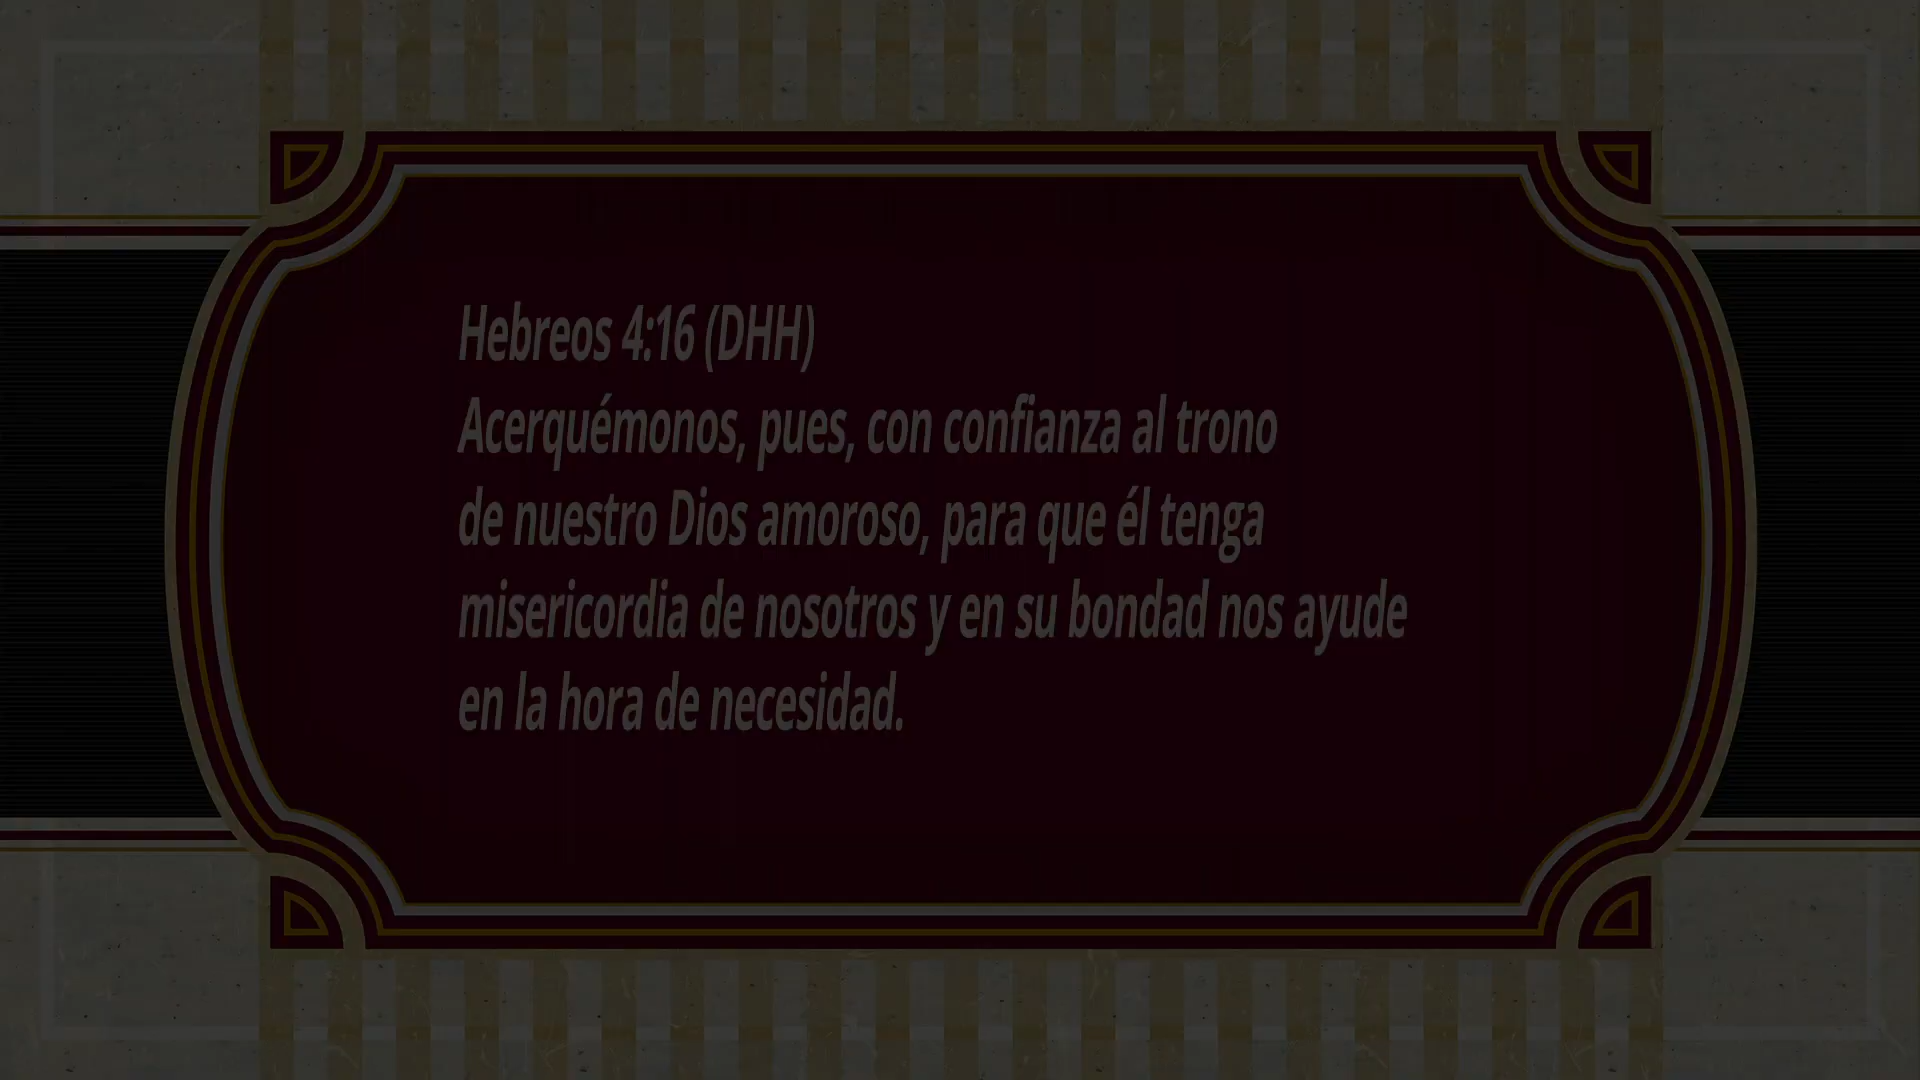 Hebreos 4:16 (DHH)
Acerquémonos, pues, con confianza al trono
de nuestro Dios amoroso, para que él tenga
misericordia de nosotros y en su bondad nos ayude
en la hora de necesidad.